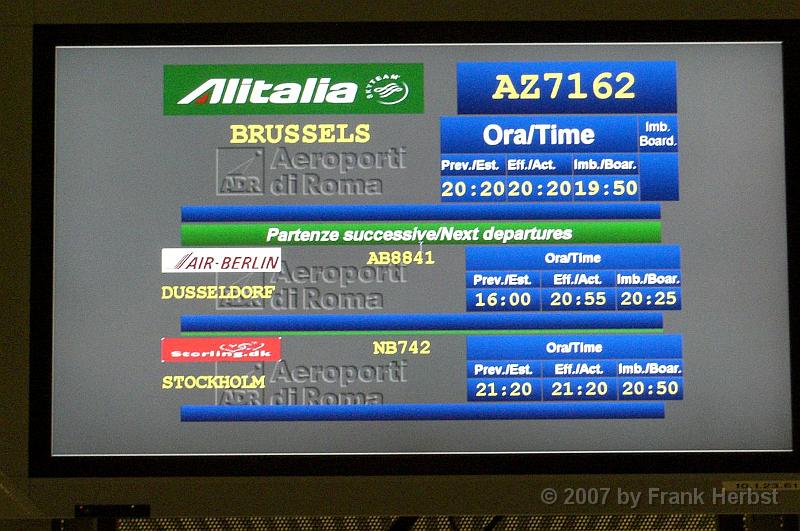 Alitalia SKYTEAM AZ7162
BRUSSELS Ora/Time Imb. Board.
Aeroporti di Roma ADR
Prev./Est. Eff./Act. Imb./Boar.
20:20 20:20 19:50
Partenze successive/Next departures
AIR-BERLIN AB8841 Ora/Time
Aeroporti di Roma ADR
Prev./Est. Eff./Act. Imb./Boar.
DUSSELDORF 16:00 20:55 20:25
Sterling.dk NB742 Ora/Time
Aeroporti di Roma ADR
Prev./Est. Eff./Act. Imb./Boar.
STOCKHOLM 21:20 21:20 20:50
© 2007 by Frank Herbst